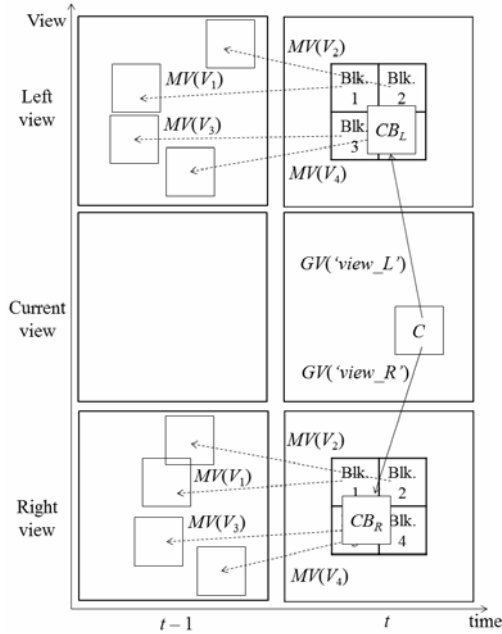 View
Left
view
MV(V₂)
MV(V₁)
Blk.
1
Blk.
2
MV(V₃)
Blk.
3
CB_L
MV(V₄)
GV('view_L')
Current
view
C
GV('view_R')
MV(V₂)
MV(V₁)
Blk.
1
Blk.
2
Right
view
MV(V₃)
CB_R
Blk.
4
MV(V₄)
t – 1
t
time